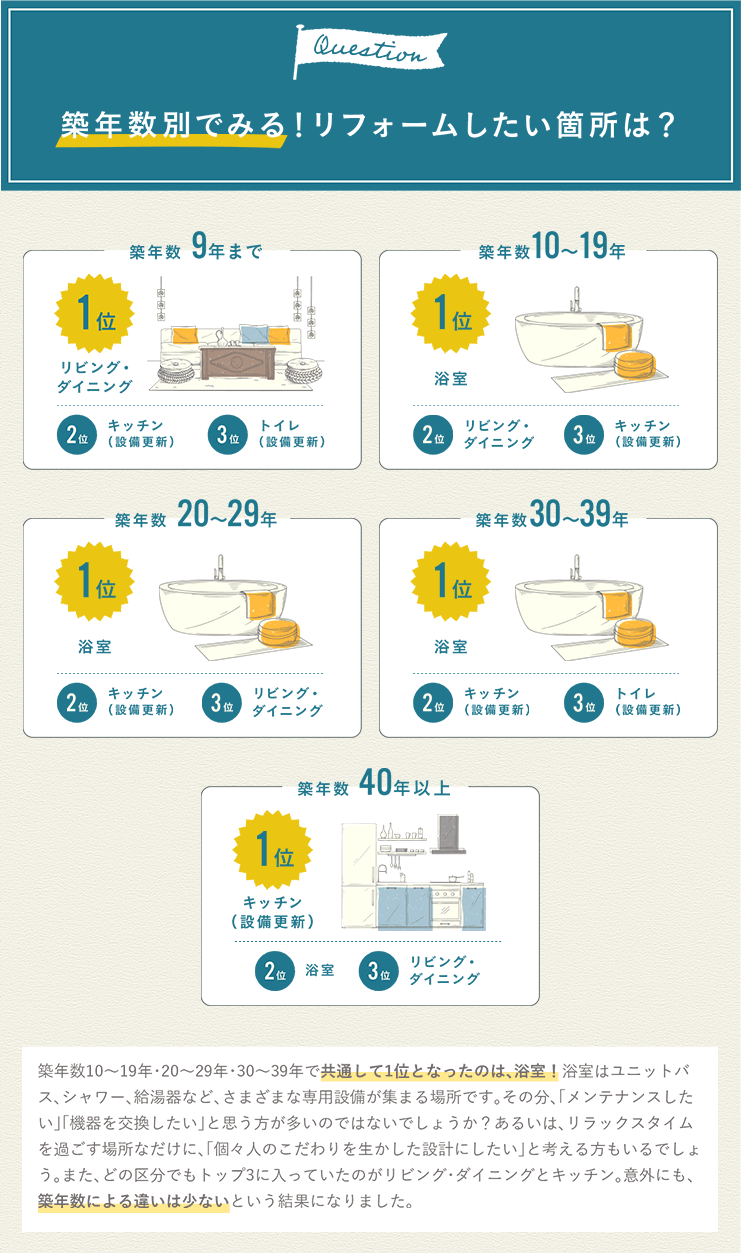 Question
築年数別でみる！リフォームしたい箇所は？
築年数 9年まで
1位
リビング・
ダイニング
2位
キッチン
（設備更新）
3位
トイレ
（設備更新）
築年数10〜19年
1位
浴室
2位
リビング・
ダイニング
3位
キッチン
（設備更新）
築年数 20〜29年
1位
浴室
2位
キッチン
（設備更新）
3位
リビング・
ダイニング
築年数30〜39年
1位
浴室
2位
キッチン
（設備更新）
3位
トイレ
（設備更新）
築年数 40年以上
1位
キッチン
（設備更新）
2位
浴室
3位
リビング・
ダイニング
築年数10〜19年・20〜29年・30〜39年で共通して1位となったのは、浴室！浴室はユニットバ
ス、シャワー、給湯器など、さまざまな専用設備が集まる場所です。その分、「メンテナンスした
い」「機器を交換したい」と思う方が多いのではないでしょうか？あるいは、リラックスタイム
を過ごす場所なだけに、「個々人のこだわりを生かした設計にしたい」と考える方もいるでしょ
う。また、どの区分でもトップ3に入っていたのがリビング・ダイニングとキッチン。意外にも、
築年数による違いは少ないという結果になりました。